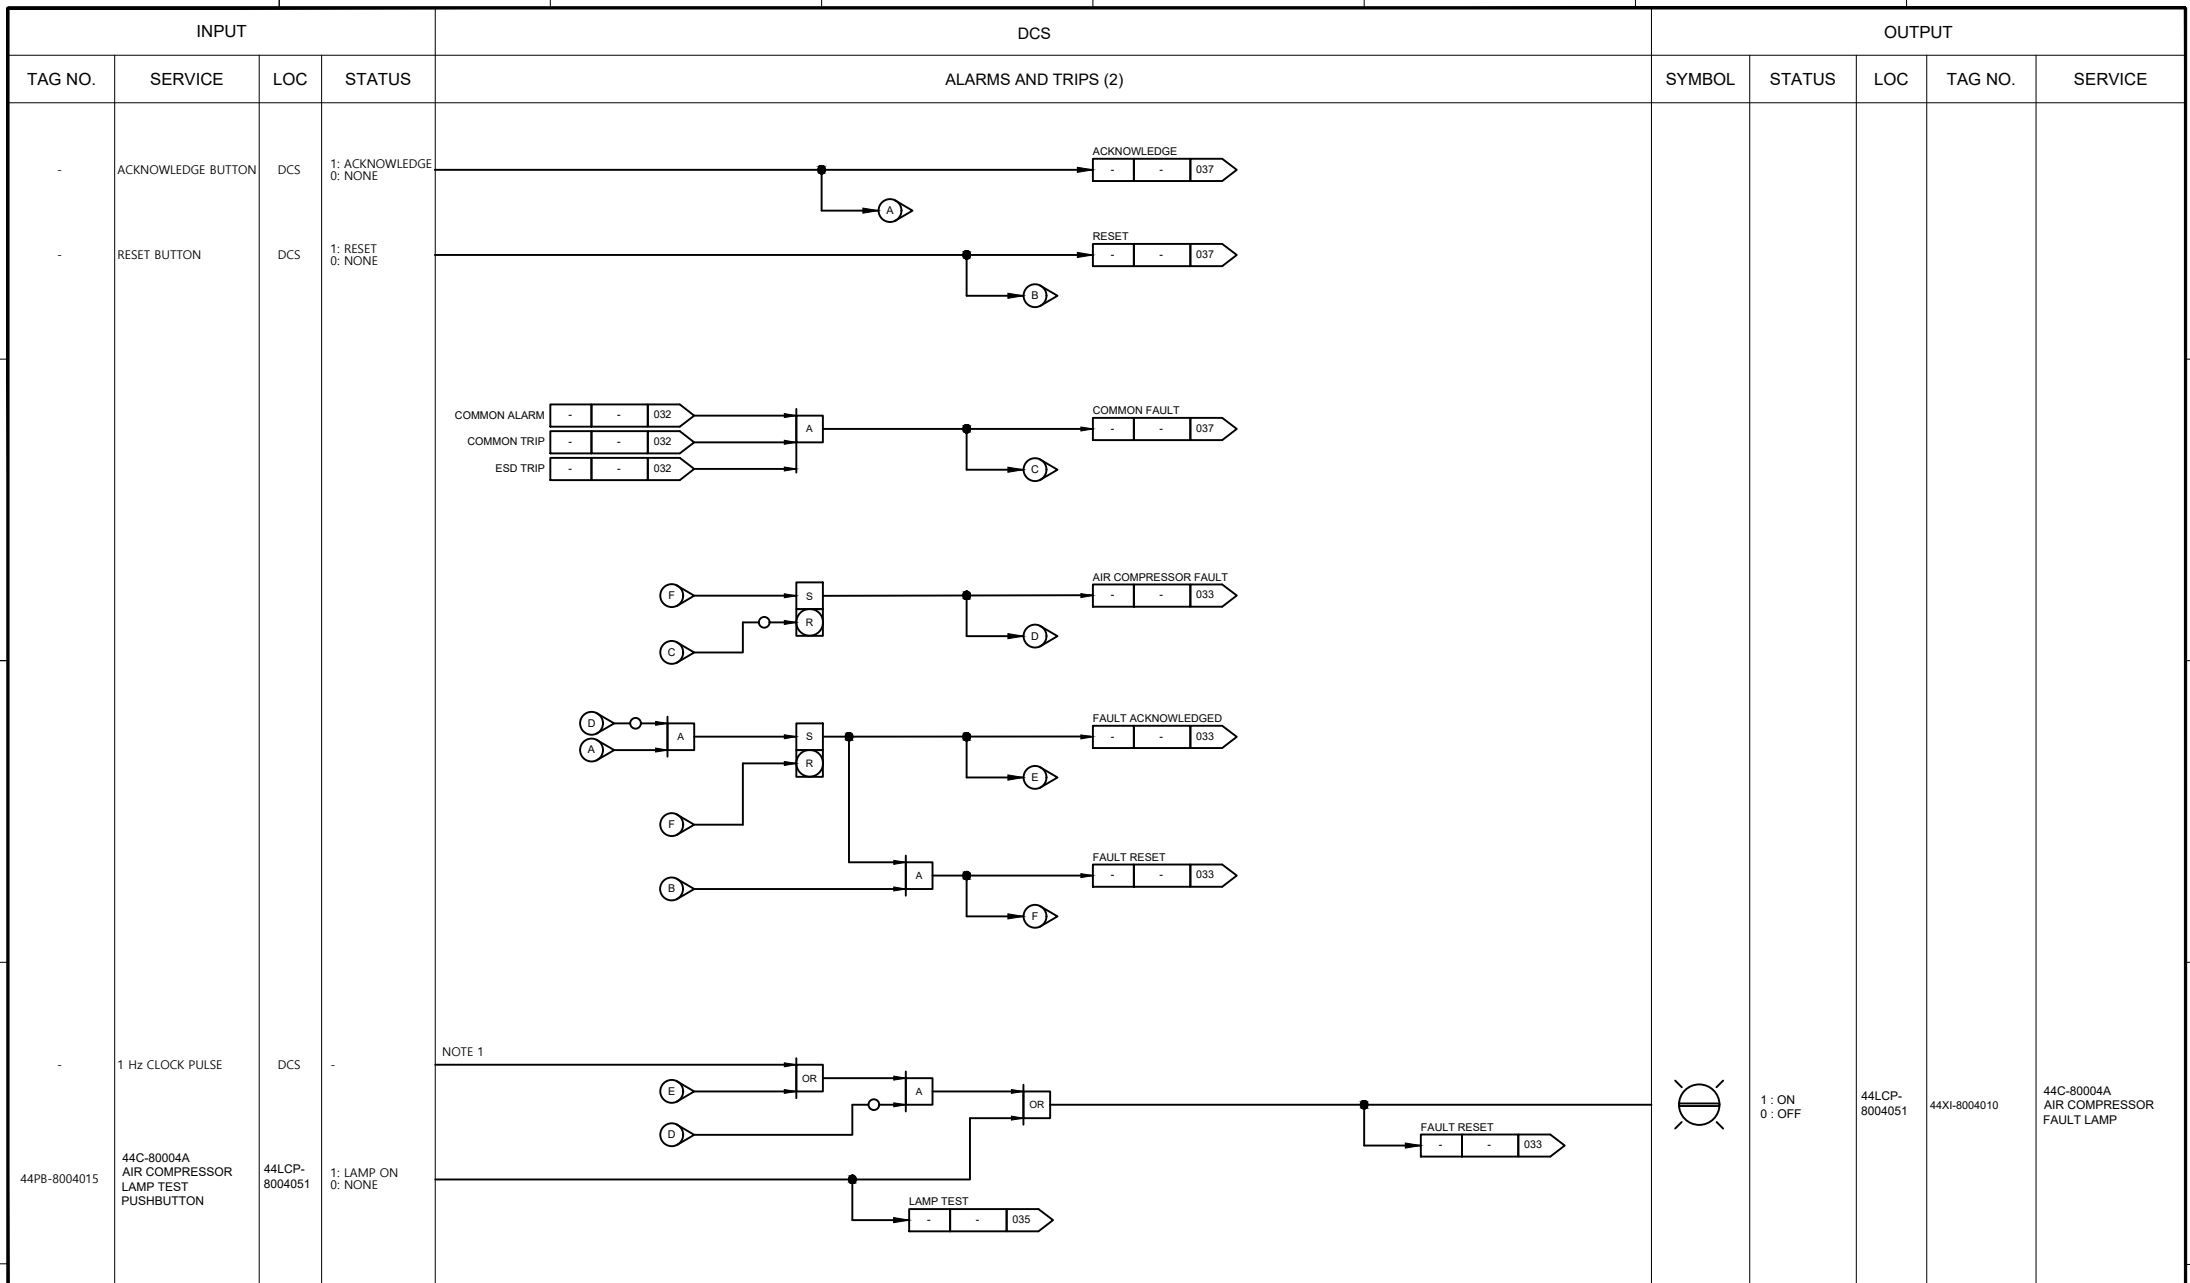 INPUT
DCS
OUTPUT
TAG NO.
SERVICE
LOC
STATUS
ALARMS AND TRIPS (2)
SYMBOL
STATUS
LOC
TAG NO.
SERVICE
-
ACKNOWLEDGE BUTTON
DCS
1: ACKNOWLEDGE
0: NONE
ACKNOWLEDGE
- - 037
A
-
RESET BUTTON
DCS
1: RESET
0: NONE
RESET
- - 037
B
COMMON ALARM - - 032
COMMON TRIP - - 032
ESD TRIP - - 032
A
COMMON FAULT
- - 037
C
F
C
S
R
AIR COMPRESSOR FAULT
- - 033
D
D
A
A
S
R
F
FAULT ACKNOWLEDGED
- - 033
E
B
A
FAULT RESET
- - 033
F
-
1 Hz CLOCK PULSE
DCS
-
NOTE 1
E
OR
A
D
OR
FAULT RESET
- - 033
1 : ON
0 : OFF
44LCP-
8004051
44XI-8004010
44C-80004A
AIR COMPRESSOR
FAULT LAMP
44PB-8004015
44C-80004A
AIR COMPRESSOR
LAMP TEST
PUSHBUTTON
44LCP-
8004051
1: LAMP ON
0: NONE
LAMP TEST
- - 035